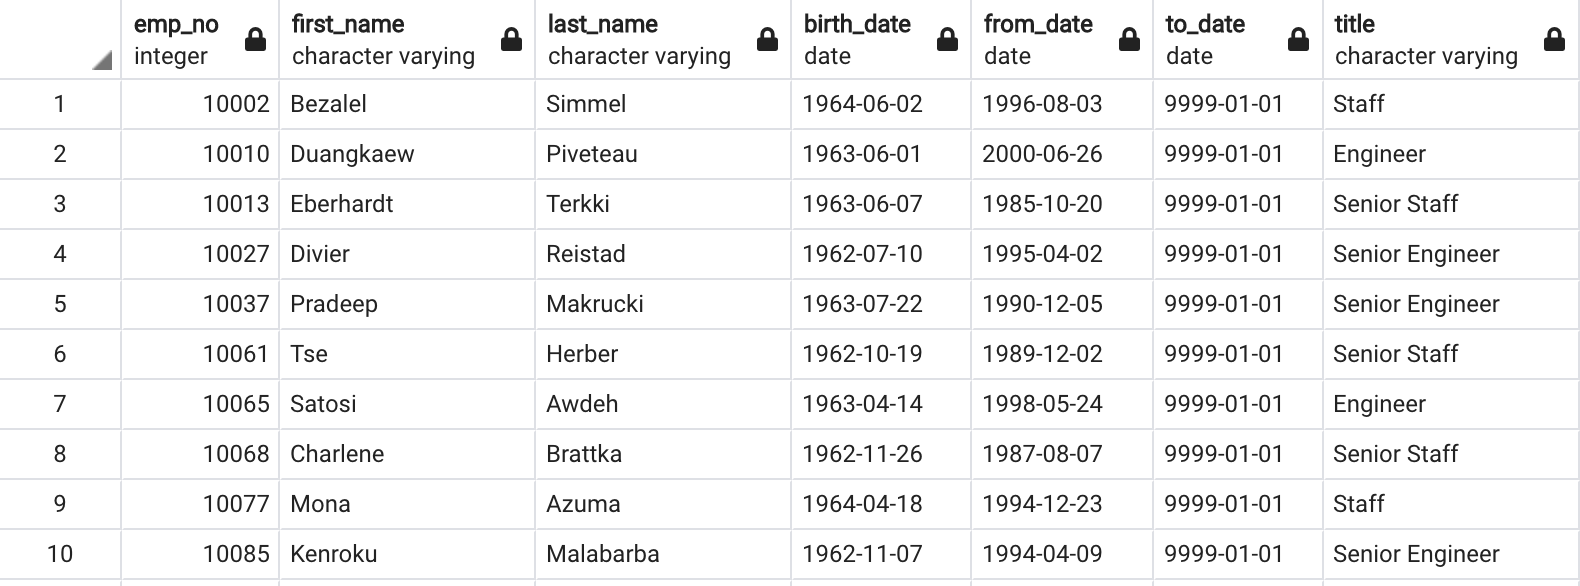 emp_no first_name last_name birth_date from_date to_date title
integer character varying character varying date date date character varying
1 10002 Bezalel Simmel 1964-06-02 1996-08-03 9999-01-01 Staff
2 10010 Duangkaew Piveteau 1963-06-01 2000-06-26 9999-01-01 Engineer
3 10013 Eberhardt Terkki 1963-06-07 1985-10-20 9999-01-01 Senior Staff
4 10027 Divier Reistad 1962-07-10 1995-04-02 9999-01-01 Senior Engineer
5 10037 Pradeep Makrucki 1963-07-22 1990-12-05 9999-01-01 Senior Engineer
6 10061 Tse Herber 1962-10-19 1989-12-02 9999-01-01 Senior Staff
7 10065 Satosi Awdeh 1963-04-14 1998-05-24 9999-01-01 Engineer
8 10068 Charlene Brattka 1962-11-26 1987-08-07 9999-01-01 Senior Staff
9 10077 Mona Azuma 1964-04-18 1994-12-23 9999-01-01 Staff
10 10085 Kenroku Malabarba 1962-11-07 1994-04-09 9999-01-01 Senior Engineer